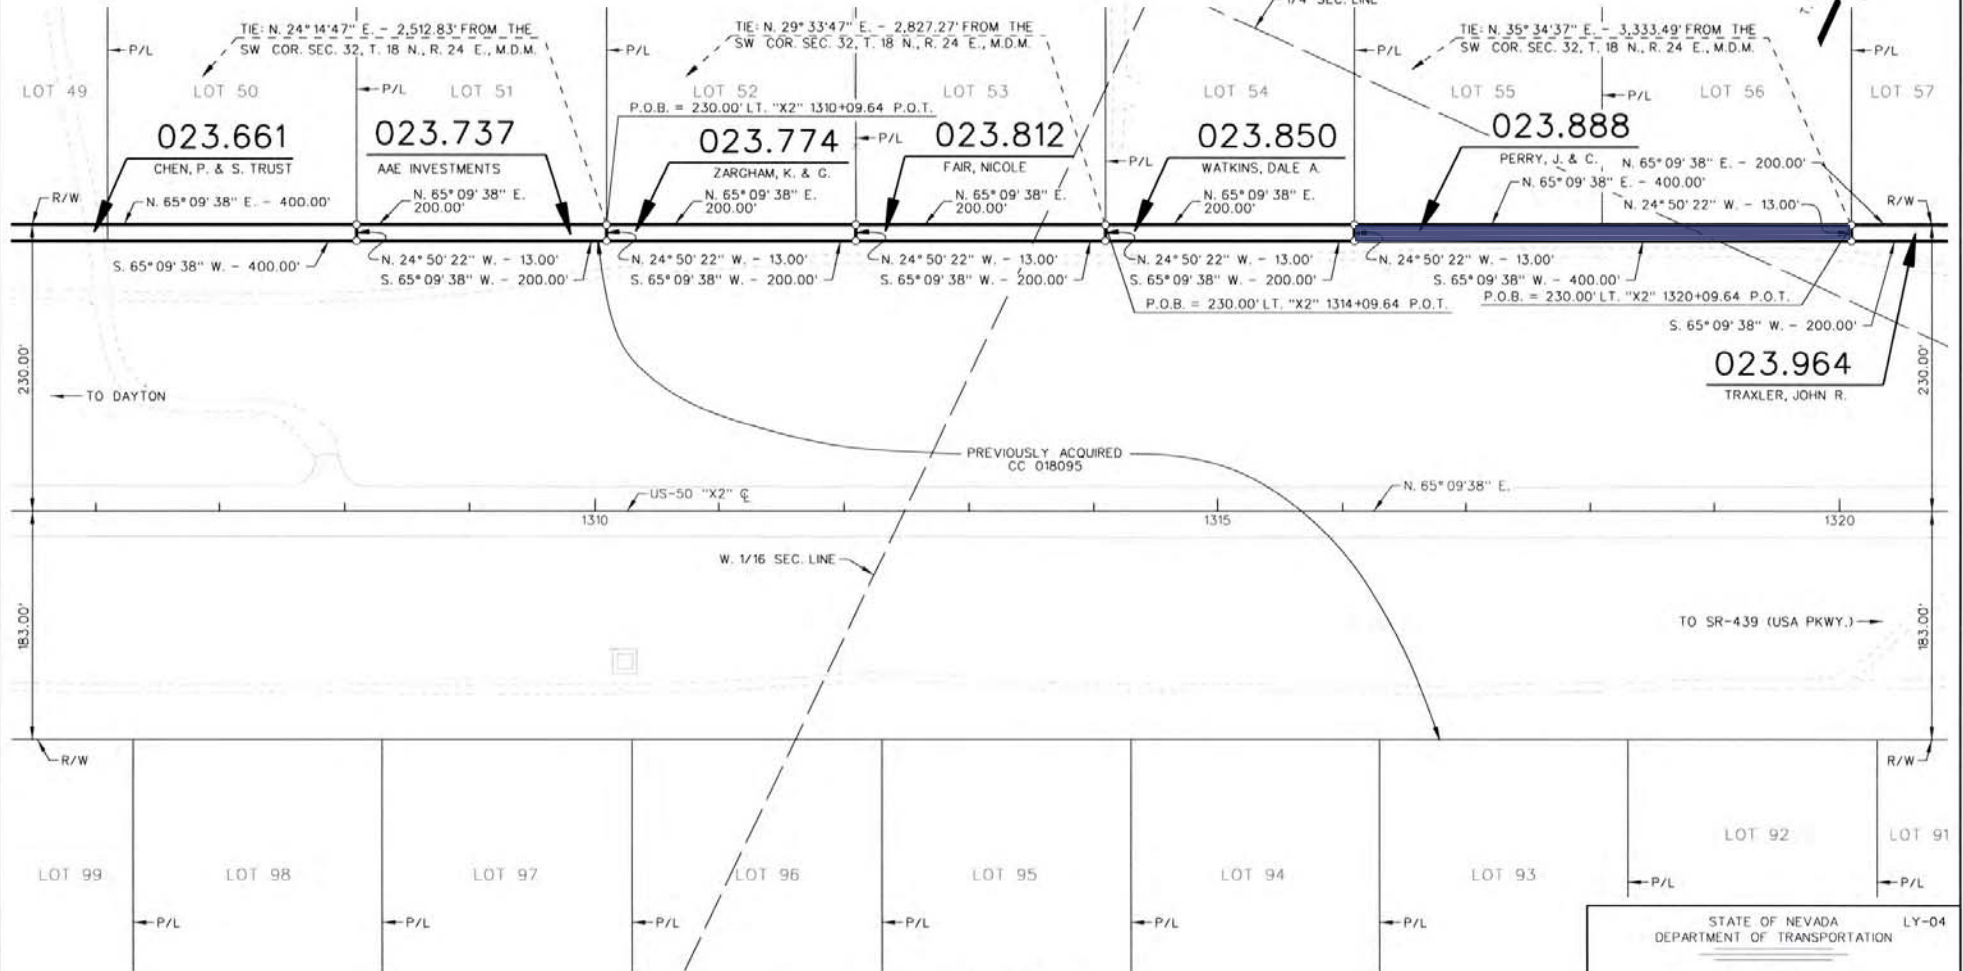 1/4 SEC. LINE
TIE: N. 24° 14'47" E. - 2,512.83' FROM THE
SW COR. SEC. 32, T. 18 N., R. 24 E., M.D.M.
TIE: N. 29° 33'47" E. - 2,827.27' FROM THE
SW COR. SEC. 32, T. 18 N., R. 24 E., M.D.M.
TIE: N. 35° 34'37" E. - 3,333.49' FROM THE
SW COR. SEC. 32, T. 18 N., R. 24 E., M.D.M.
P/L
P/L
P/L
P/L
P/L
P/L
P/L
P/L
LOT 49
LOT 50
LOT 51
LOT 52
LOT 53
LOT 54
LOT 55
LOT 56
LOT 57
P.O.B. = 230.00' LT. "X2" 1310+09.64 P.O.T.
023.661
CHEN, P. & S. TRUST
023.737
AAE INVESTMENTS
023.774
ZARGHAM, K. & G.
023.812
FAIR, NICOLE
023.850
WATKINS, DALE A.
023.888
PERRY, J. & C.
N. 65° 09' 38" E. - 200.00'
R/W
N. 65° 09' 38" E. - 400.00'
N. 65° 09' 38" E.
200.00'
N. 65° 09' 38" E.
200.00'
N. 65° 09' 38" E.
200.00'
N. 65° 09' 38" E.
200.00'
N. 65° 09' 38" E. - 400.00'
N. 24° 50' 22" W. - 13.00'
R/W
S. 65° 09' 38" W. - 400.00'
N. 24° 50' 22" W. - 13.00'
S. 65° 09' 38" W. - 200.00'
N. 24° 50' 22" W. - 13.00'
S. 65° 09' 38" W. - 200.00'
N. 24° 50' 22" W. - 13.00'
S. 65° 09' 38" W. - 200.00'
N. 24° 50' 22" W. - 13.00'
S. 65° 09' 38" W. - 200.00'
N. 24° 50' 22" W. - 13.00'
S. 65° 09' 38" W. - 400.00'
P.O.B. = 230.00' LT. "X2" 1314+09.64 P.O.T.
P.O.B. = 230.00' LT. "X2" 1320+09.64 P.O.T.
S. 65° 09' 38" W. - 200.00'
023.964
TRAXLER, JOHN R.
230.00'
230.00'
TO DAYTON
PREVIOUSLY ACQUIRED
CC 018095
US-50 "X2" ℄
N. 65° 09'38" E.
1310
1315
1320
W. 1/16 SEC. LINE
183.00'
183.00'
TO SR-439 (USA PKWY.)
R/W
R/W
LOT 99
LOT 98
LOT 97
LOT 96
LOT 95
LOT 94
LOT 93
LOT 92
LOT 91
P/L
P/L
P/L
P/L
P/L
P/L
P/L
P/L
STATE OF NEVADA
DEPARTMENT OF TRANSPORTATION
LY-04